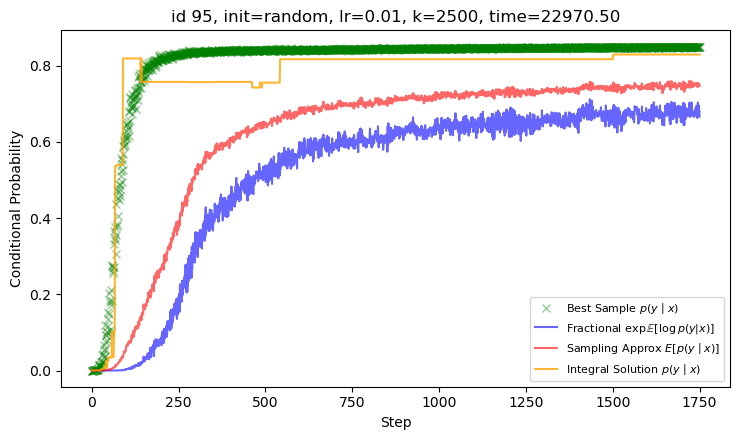 id 95, init=random, lr=0.01, k=2500, time=22970.50
Conditional Probability
0.8
0.6
0.4
0.2
0.0
Best Sample p(y | x)
Fractional exp 𝔼[log p(y|x)]
Sampling Approx E[p(y | x)]
Integral Solution p(y | x)
0 250 500 750 1000 1250 1500 1750
Step